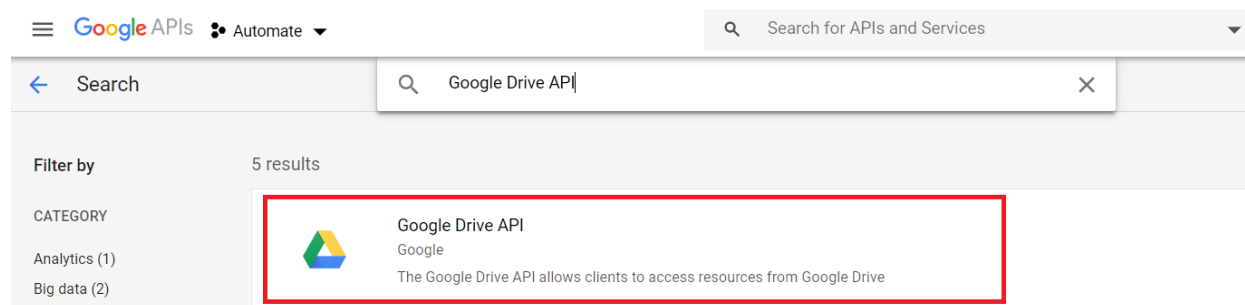 Google APIs Automate Search for APIs and Services
Search Google Drive API
Filter by 5 results
CATEGORY
Google Drive API
Google
Analytics (1)
The Google Drive API allows clients to access resources from Google Drive
Big data (2)